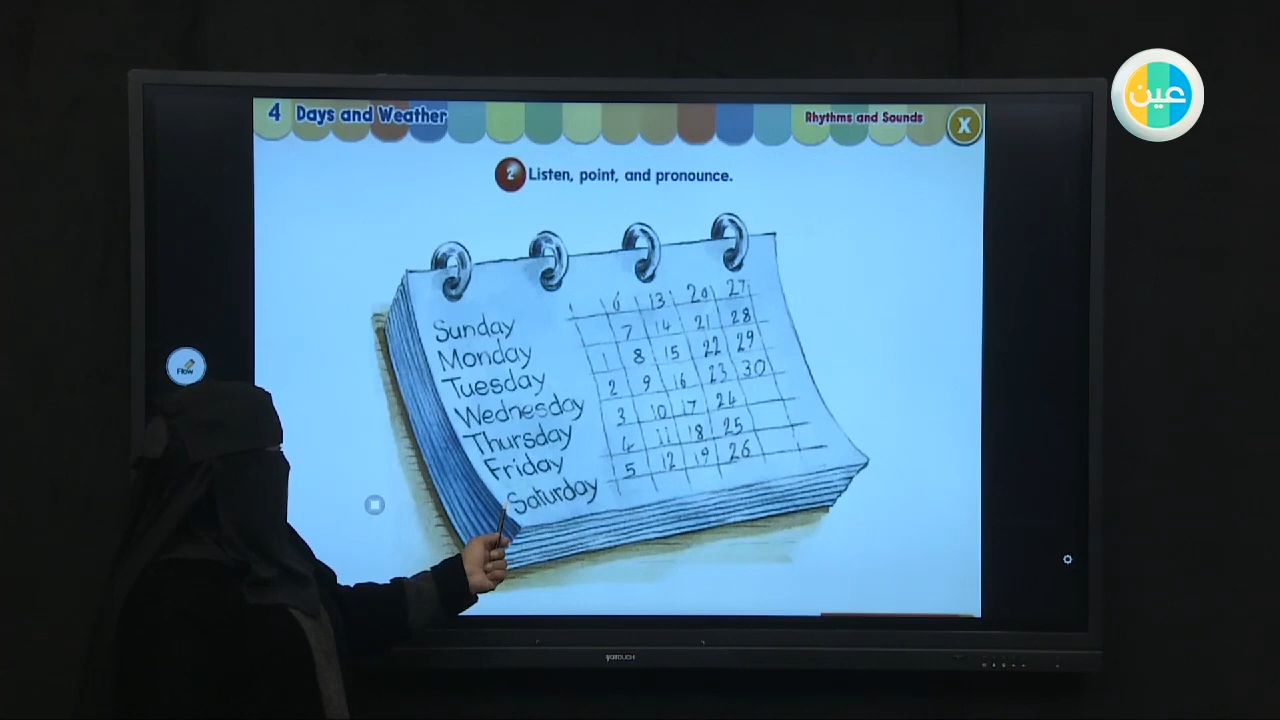 عين
4 Days and Weather
Rhythms and Sounds
X
2 Listen, point, and pronounce.
Sunday 6 13 20 27
Monday 7 14 21 28
Tuesday 1 8 15 22 29
Wednesday 2 9 16 23 30
Thursday 3 10 17 24
Friday 4 11 18 25
Saturday 5 12 19 26
Flow